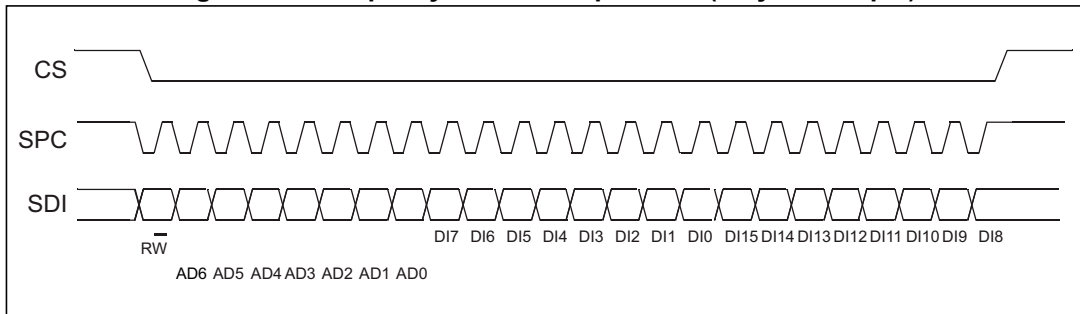 CS
SPC
SDI
RW
DI7 DI6 DI5 DI4 DI3 DI2 DI1 DI0 DI15 DI14 DI13 DI12 DI11 DI10 DI9 DI8
AD6 AD5 AD4 AD3 AD2 AD1 AD0